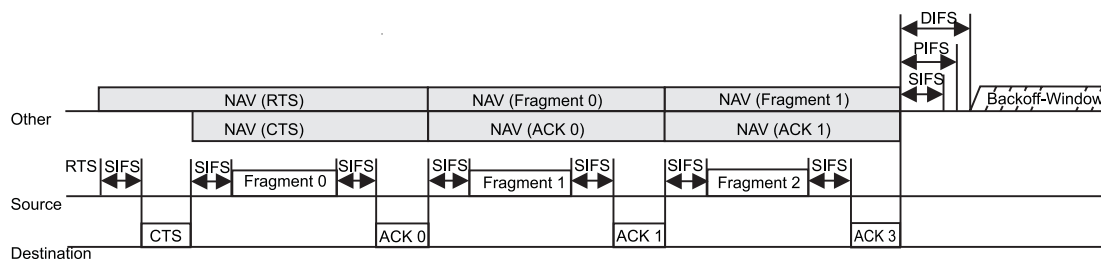 DIFS
PIFS
SIFS
NAV (RTS) NAV (Fragment 0) NAV (Fragment 1) Backoff-Window
Other
NAV (CTS) NAV (ACK 0) NAV (ACK 1)
RTS SIFS SIFS SIFS SIFS SIFS SIFS SIFS
Fragment 0 Fragment 1 Fragment 2
Source
CTS ACK 0 ACK 1 ACK 3
Destination